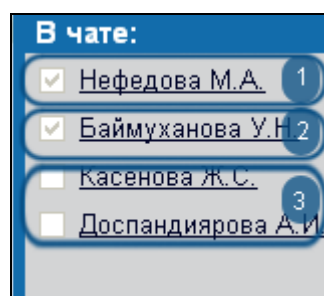 В чате:
Нефедова М.А. 1
Баймуханова У.Н. 2
Касенова Ж.С.
3
Доспандиярова А.И.